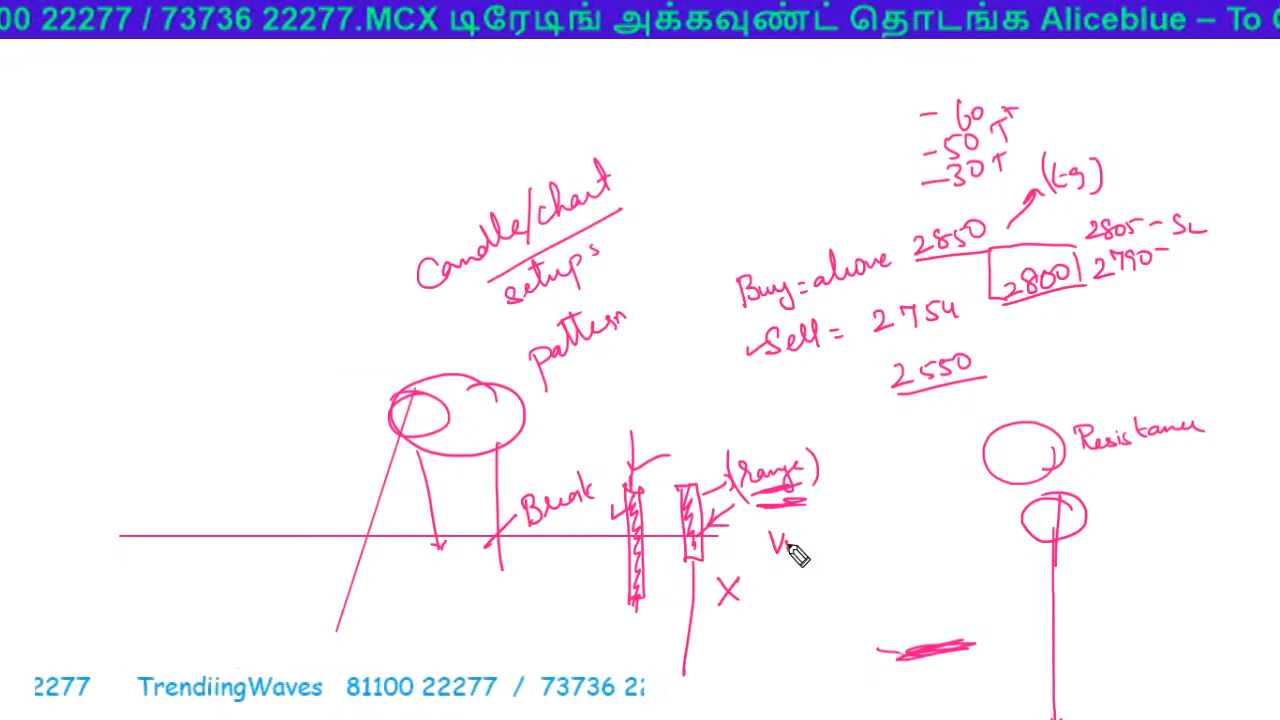 00 22277 / 73736 22277.MCX டிரேடிங் அக்கவுண்ட் தொடங்க Aliceblue – To
- 60 T
- 50 T
- 30 T
Candle/chart
setups
pattern
Buy = above 2850
2805 - SL
2800 2790 -
Sell = 2754
2550
Resistance
(range)
Break
X
2277 TrendiingWaves 81100 22277 / 73736 22